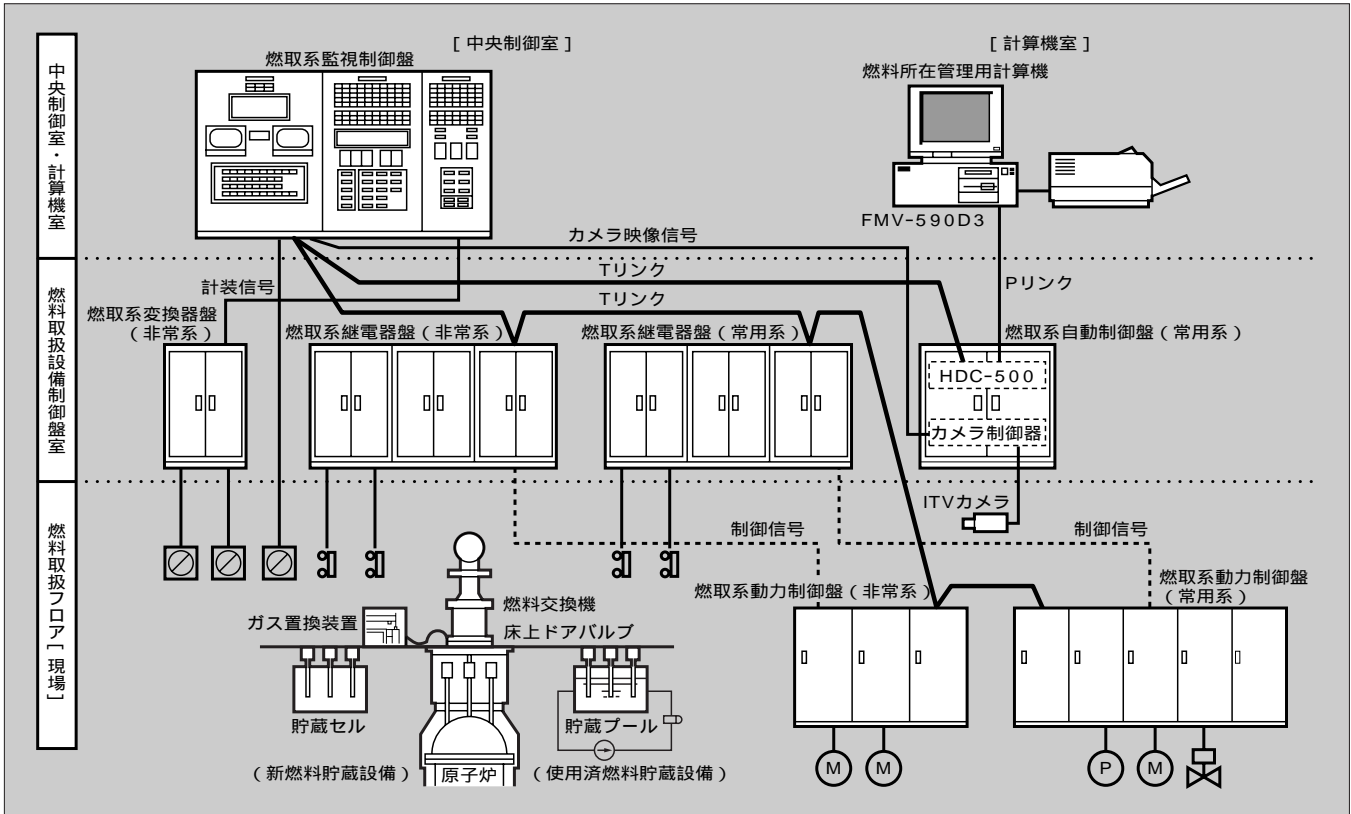 中央制御室・計算機室
[ 中央制御室 ]
[ 計算機室 ]
燃取系監視制御盤
燃料所在管理用計算機
FMV-590D3
カメラ映像信号
Tリンク
Pリンク
計装信号
Tリンク
燃料取扱設備制御盤室
燃取系変換器盤
（非常系）
燃取系継電器盤（非常系）
燃取系継電器盤（常用系）
燃取系自動制御盤（常用系）
HDC-500
カメラ制御器
ITVカメラ
燃料取扱フロア［現場］
制御信号
制御信号
燃取系動力制御盤（非常系）
燃取系動力制御盤
（常用系）
燃料交換機
ガス置換装置
床上ドアバルブ
貯蔵セル
貯蔵プール
（新燃料貯蔵設備）
原子炉
（使用済燃料貯蔵設備）
M
M
P
M